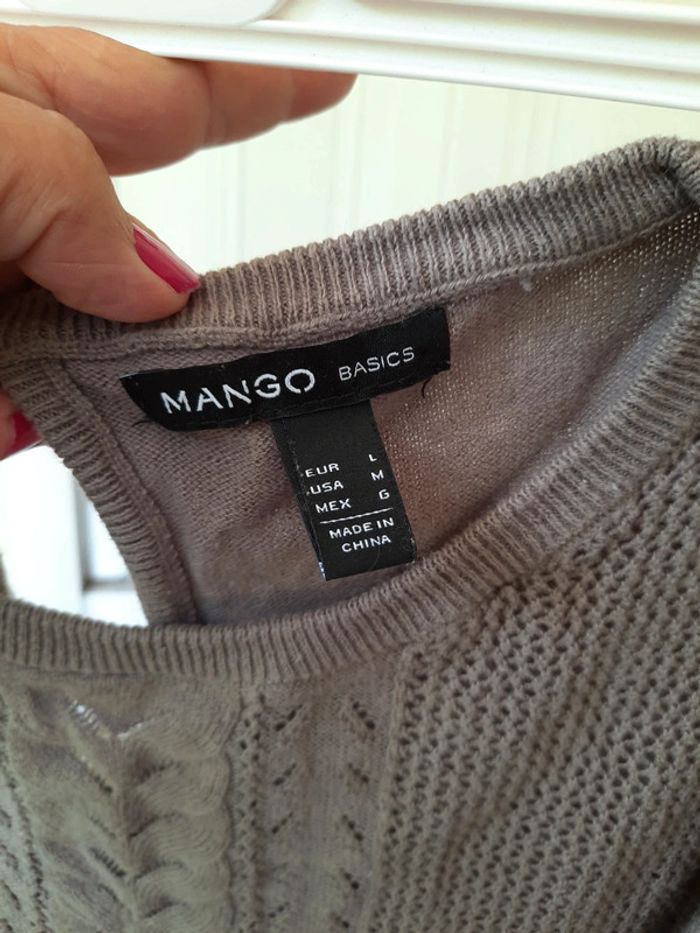 MANGO BASICS
EUR L
USA M
MEX G
MADE IN
CHINA